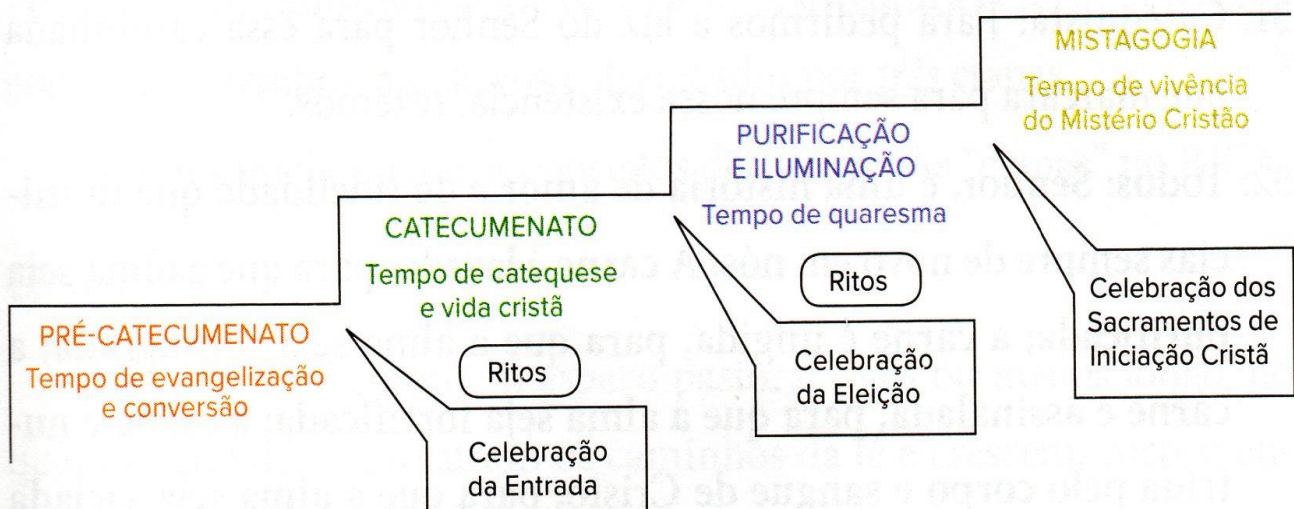 PRÉ-CATECUMENATO
Tempo de evangelização
e conversão
Celebração
da Entrada
CATECUMENATO
Tempo de catequese
e vida cristã
Ritos
Celebração
da Eleição
PURIFICAÇÃO
E ILUMINAÇÃO
Tempo de quaresma
Ritos
Celebração dos
Sacramentos de
Iniciação Cristã
MISTAGOGIA
Tempo de vivência
do Mistério Cristão